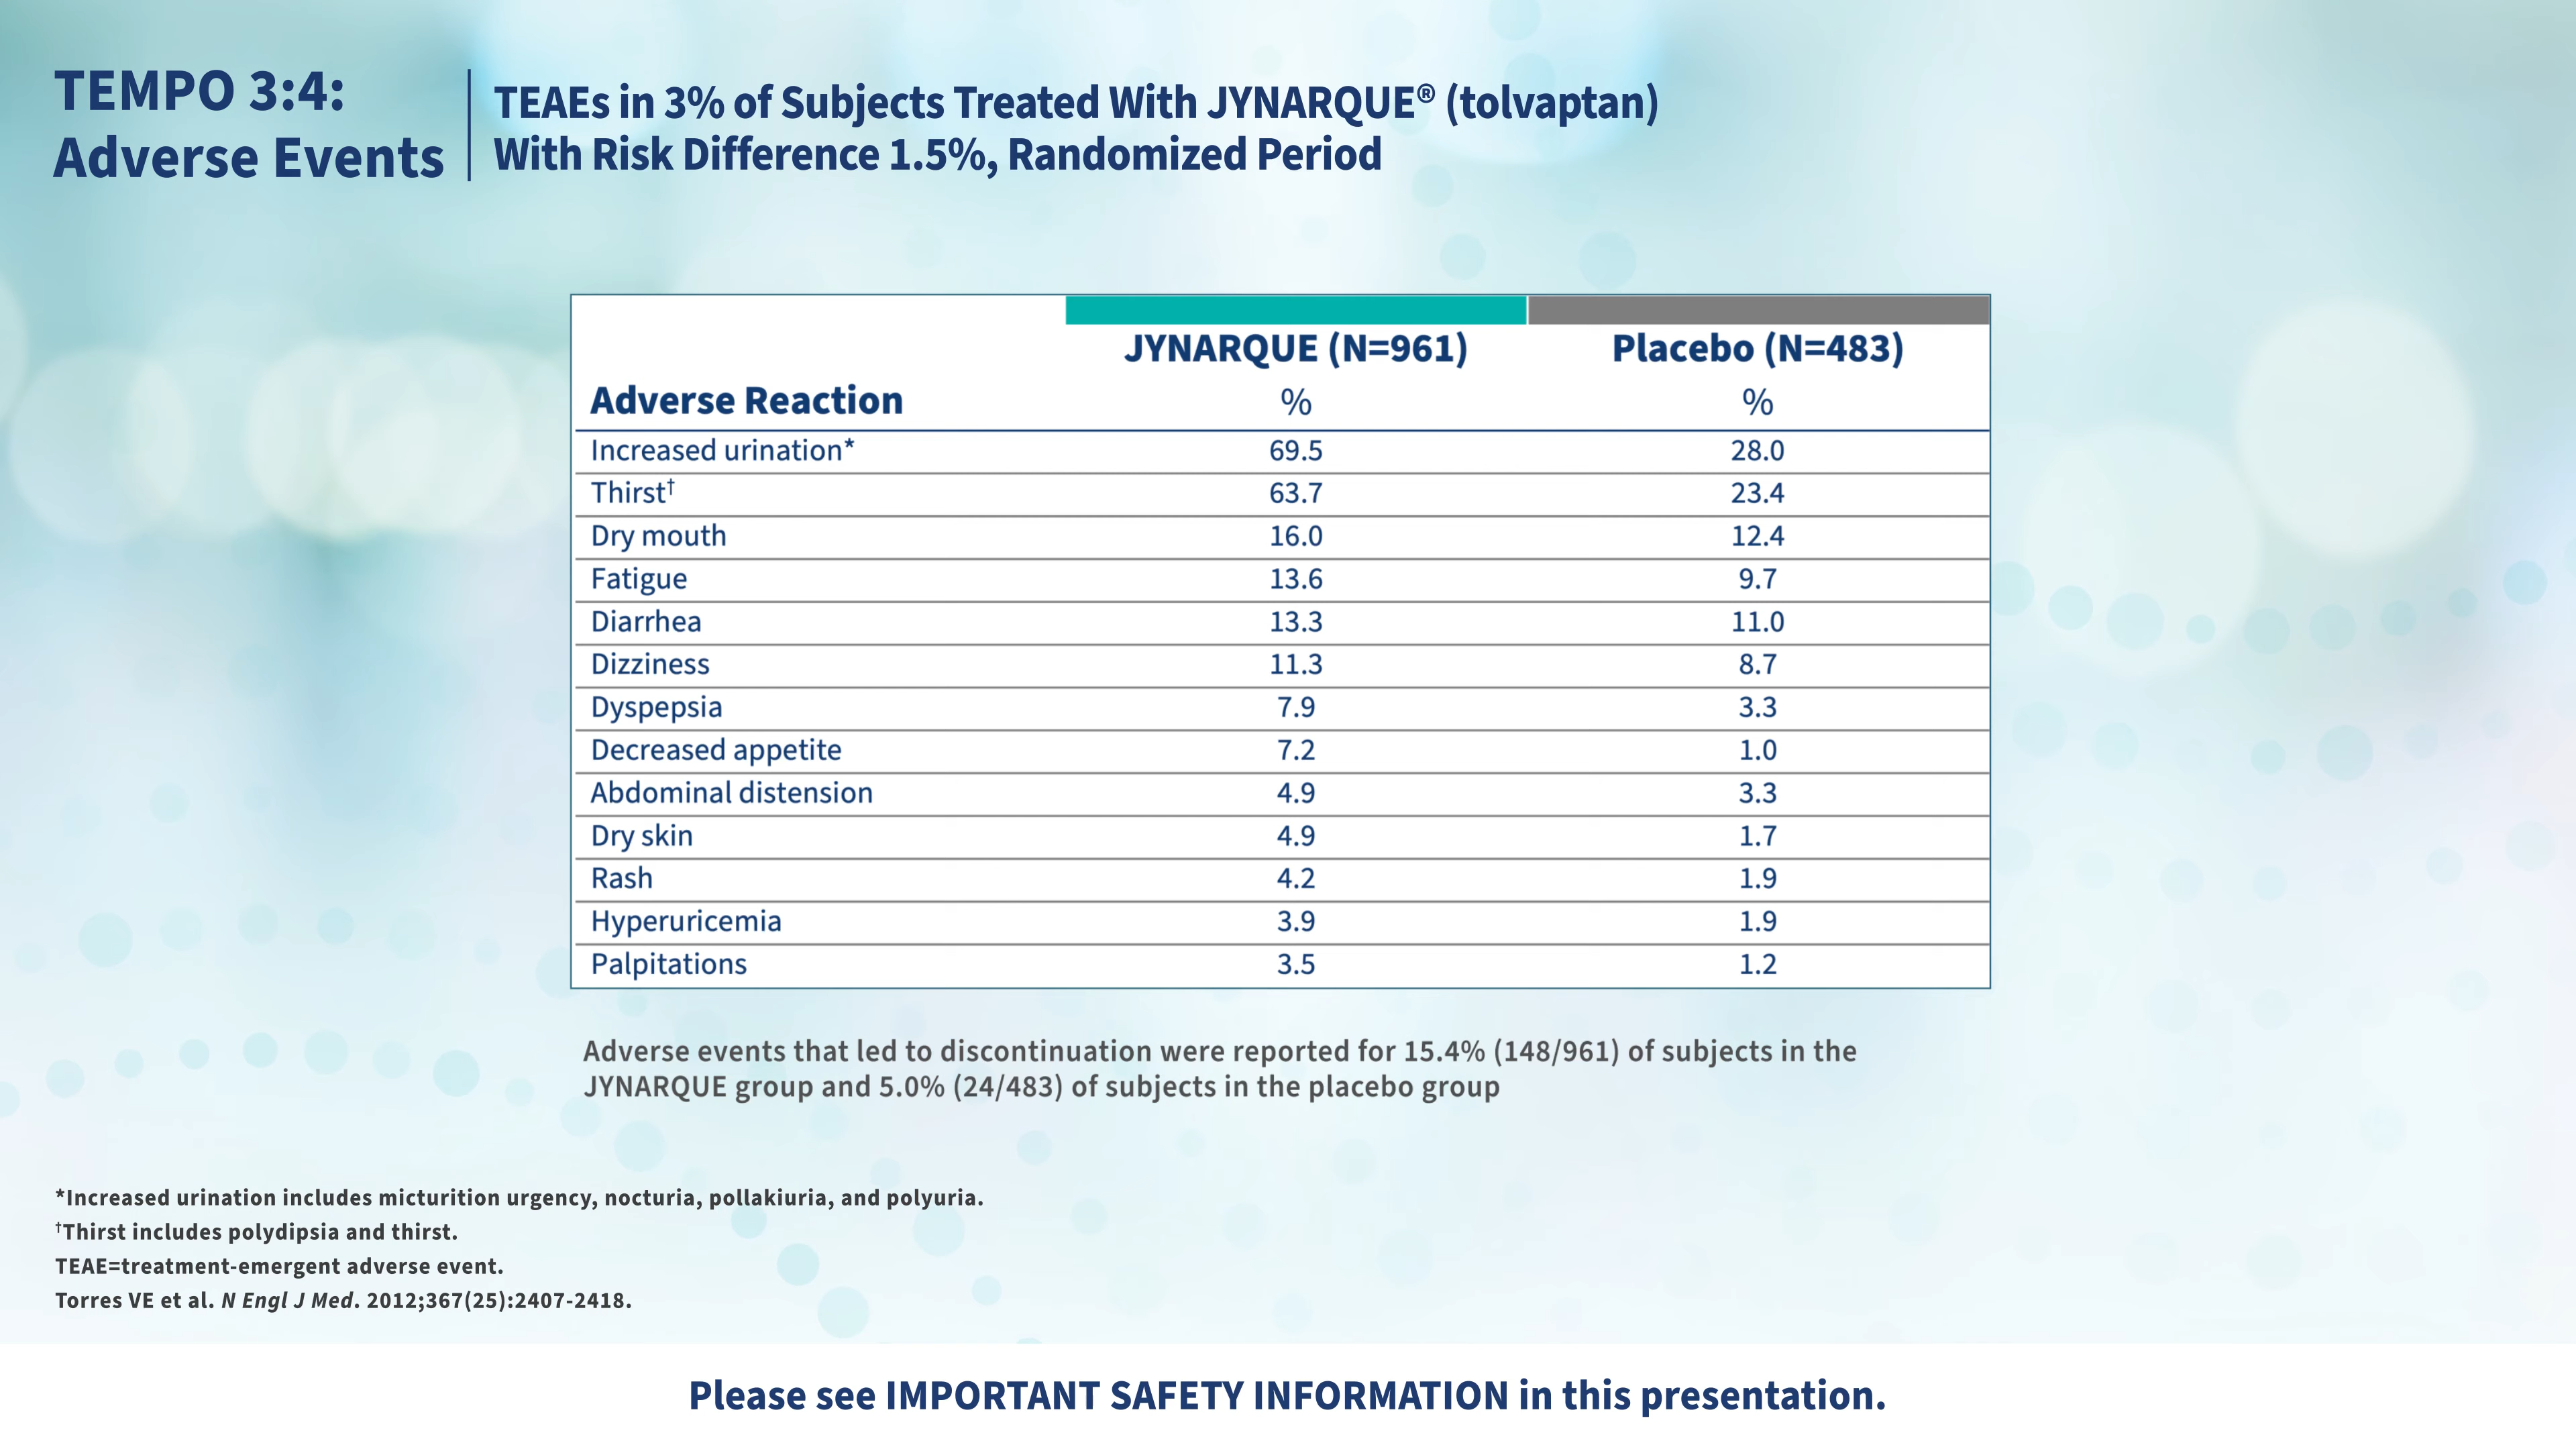 TEMPO 3:4:
Adverse Events
TEAEs in 3% of Subjects Treated With JYNARQUE® (tolvaptan)
With Risk Difference 1.5%, Randomized Period
JYNARQUE (N=961) Placebo (N=483)
Adverse Reaction % %
Increased urination* 69.5 28.0
Thirst† 63.7 23.4
Dry mouth 16.0 12.4
Fatigue 13.6 9.7
Diarrhea 13.3 11.0
Dizziness 11.3 8.7
Dyspepsia 7.9 3.3
Decreased appetite 7.2 1.0
Abdominal distension 4.9 3.3
Dry skin 4.9 1.7
Rash 4.2 1.9
Hyperuricemia 3.9 1.9
Palpitations 3.5 1.2
Adverse events that led to discontinuation were reported for 15.4% (148/961) of subjects in the
JYNARQUE group and 5.0% (24/483) of subjects in the placebo group
*Increased urination includes micturition urgency, nocturia, pollakiuria, and polyuria.
†Thirst includes polydipsia and thirst.
TEAE=treatment-emergent adverse event.
Torres VE et al. N Engl J Med. 2012;367(25):2407-2418.
Please see IMPORTANT SAFETY INFORMATION in this presentation.